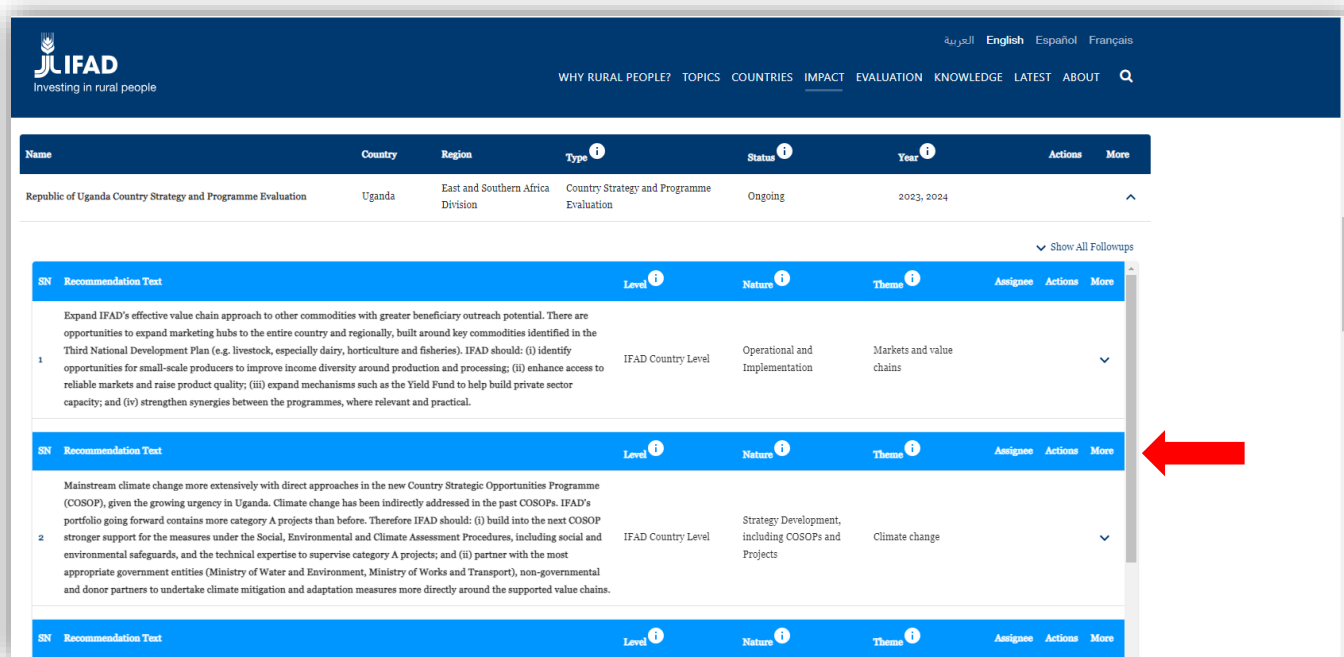 العربية English Español Français
IFAD
Investing in rural people
WHY RURAL PEOPLE? TOPICS COUNTRIES IMPACT EVALUATION KNOWLEDGE LATEST ABOUT
Name Country Region Type Status Year Actions More
Republic of Uganda Country Strategy and Programme Evaluation Uganda East and Southern Africa Division Country Strategy and Programme Evaluation Ongoing 2023, 2024
Show All Followups
SN Recommendation Text Level Nature Theme Assignee Actions More
1
Expand IFAD's effective value chain approach to other commodities with greater beneficiary outreach potential. There are
opportunities to expand marketing hubs to the entire country and regionally, built around key commodities identified in the
Third National Development Plan (e.g. livestock, especially dairy, horticulture and fisheries). IFAD should: (i) identify
opportunities for small-scale producers to improve income diversity around production and processing; (ii) enhance access to
reliable markets and raise product quality; (iii) expand mechanisms such as the Yield Fund to help build private sector
capacity; and (iv) strengthen synergies between the programmes, where relevant and practical.
IFAD Country Level
Operational and
Implementation
Markets and value
chains
SN Recommendation Text Level Nature Theme Assignee Actions More
2
Mainstream climate change more extensively with direct approaches in the new Country Strategic Opportunities Programme
(COSOP), given the growing urgency in Uganda. Climate change has been indirectly addressed in the past COSOPs. IFAD's
portfolio going forward contains more category A projects than before. Therefore IFAD should: (i) build into the next COSOP
stronger support for the measures under the Social, Environmental and Climate Assessment Procedures, including social and
environmental safeguards, and the technical expertise to supervise category A projects; and (ii) partner with the most
appropriate government entities (Ministry of Water and Environment, Ministry of Works and Transport), non-governmental
and donor partners to undertake climate mitigation and adaptation measures more directly around the supported value chains.
IFAD Country Level
Strategy Development,
including COSOPs and
Projects
Climate change
SN Recommendation Text Level Nature Theme Assignee Actions More